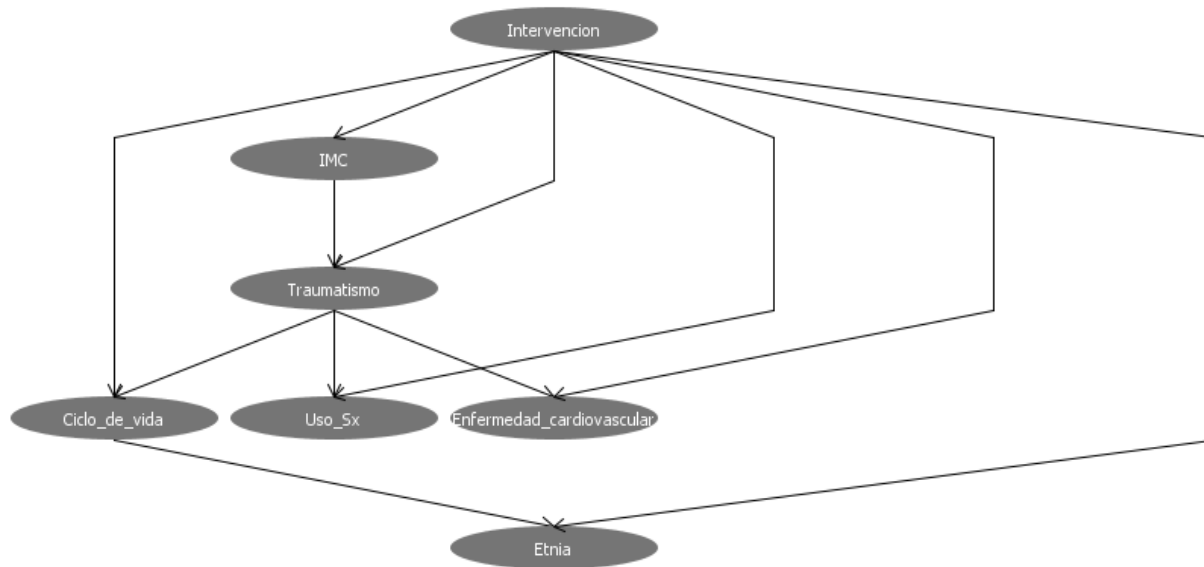 Intervencion
IMC
Traumatismo
Ciclo_de_vida
Uso_Sx
Enfermedad_cardiovascular
Etnia